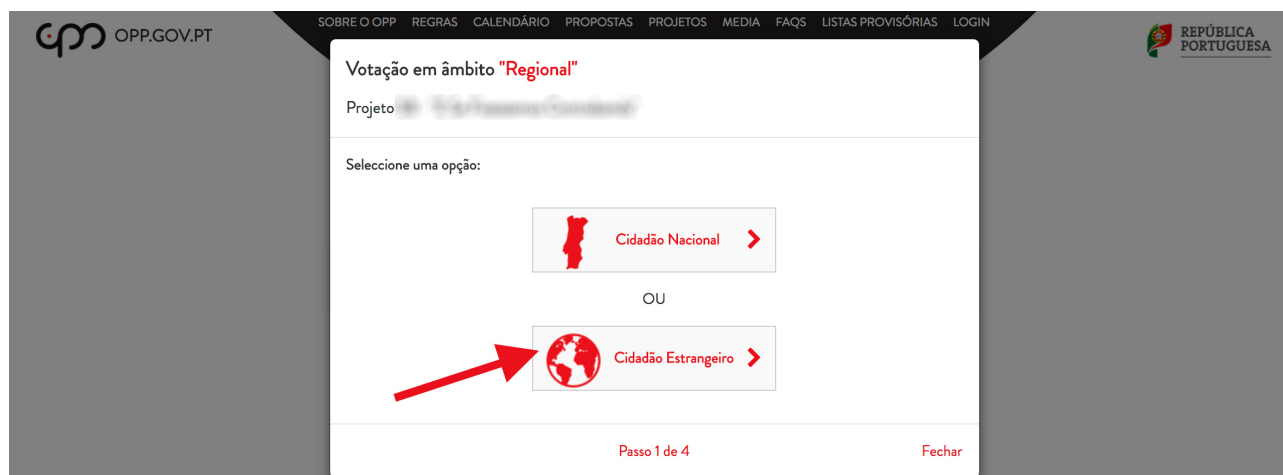 OPP.GOV.PT
SOBRE O OPP REGRAS CALENDÁRIO PROPOSTAS PROJETOS MEDIA FAQS LISTAS PROVISÓRIAS LOGIN
REPÚBLICA
PORTUGUESA
Votação em âmbito "Regional"
Projeto
Seleccione uma opção:
Cidadão Nacional
OU
Cidadão Estrangeiro
Passo 1 de 4 Fechar